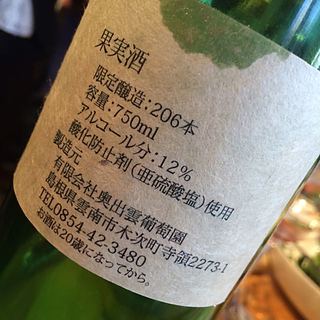 果実酒
限定醸造:206本
容量:750ml
アルコール分:12%
酸化防止剤(亜硫酸塩)使用
製造元
有限会社奥出雲葡萄園
島根県雲南市木次町寺領2273-1
TEL0854-42-3480
お酒は20歳になってから。